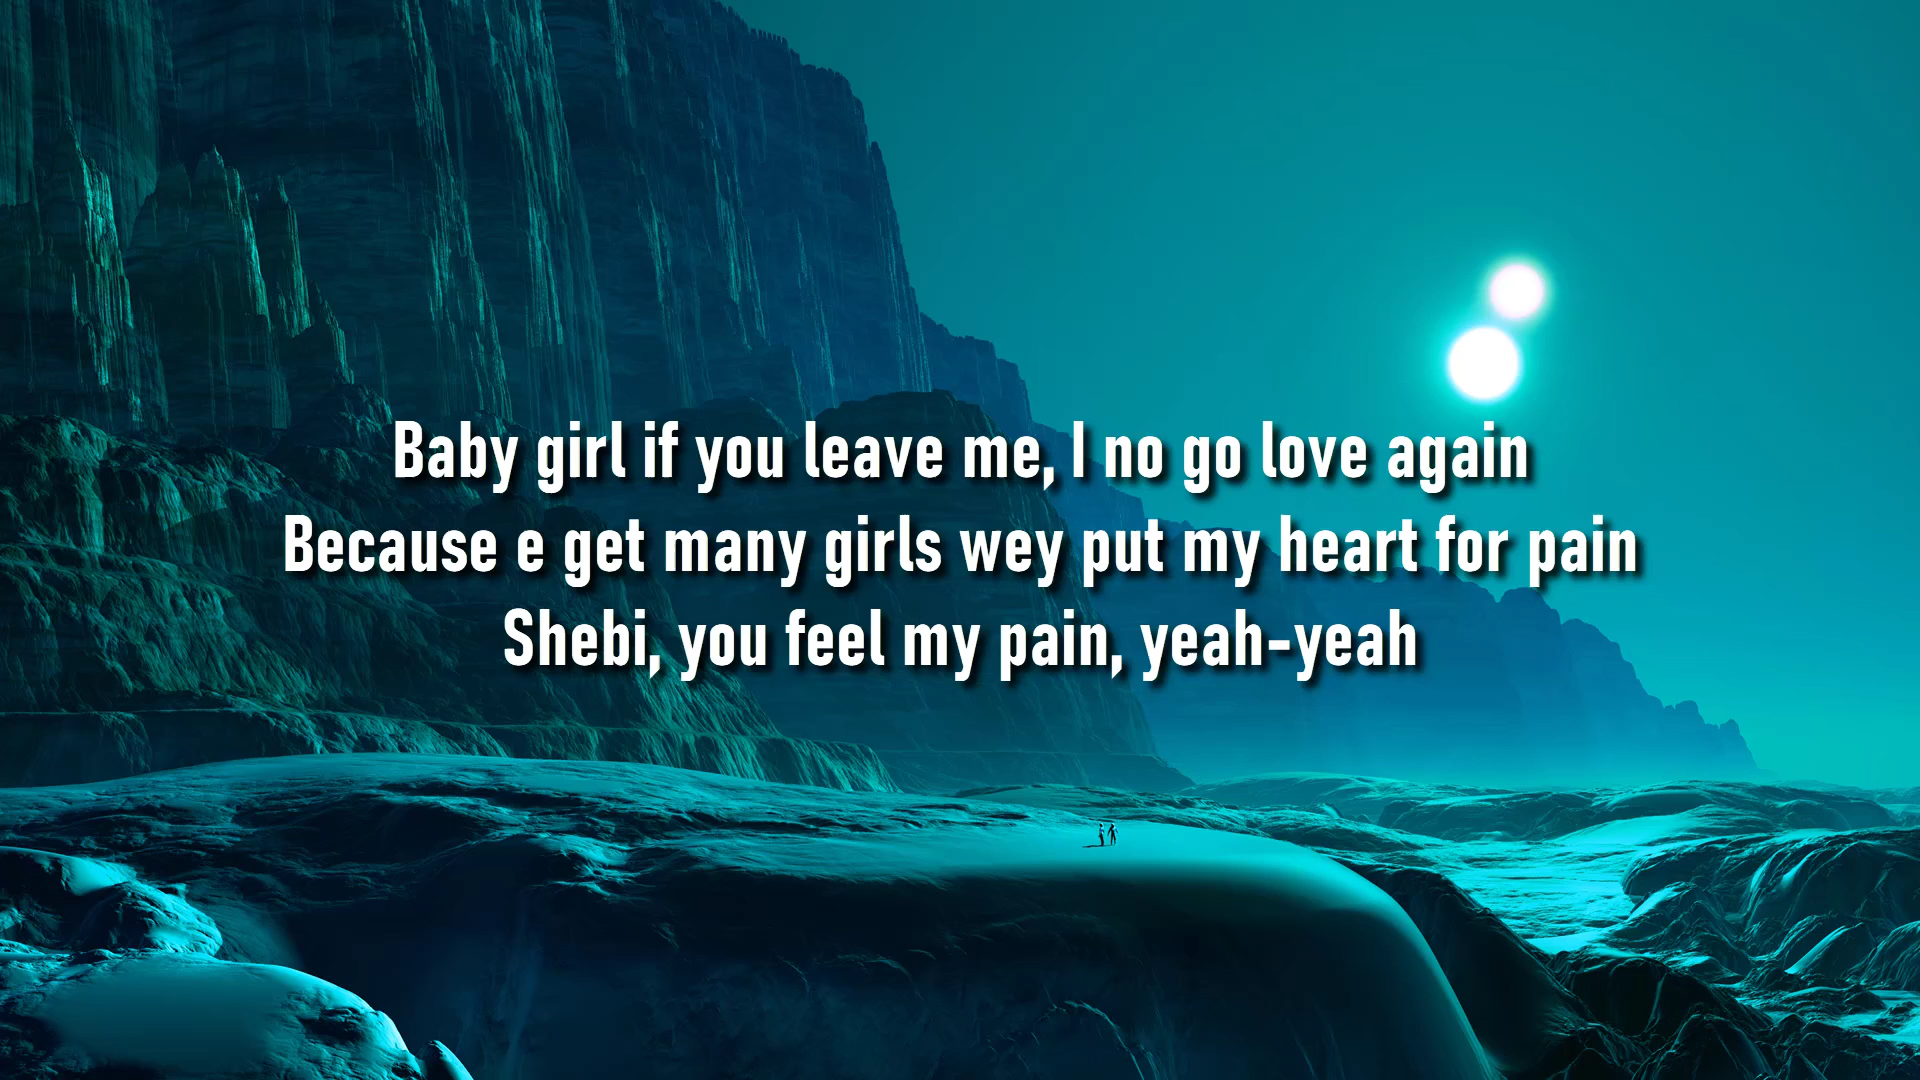 Baby girl if you leave me, I no go love again
Because e get many girls wey put my heart for pain
Shebi, you feel my pain, yeah-yeah